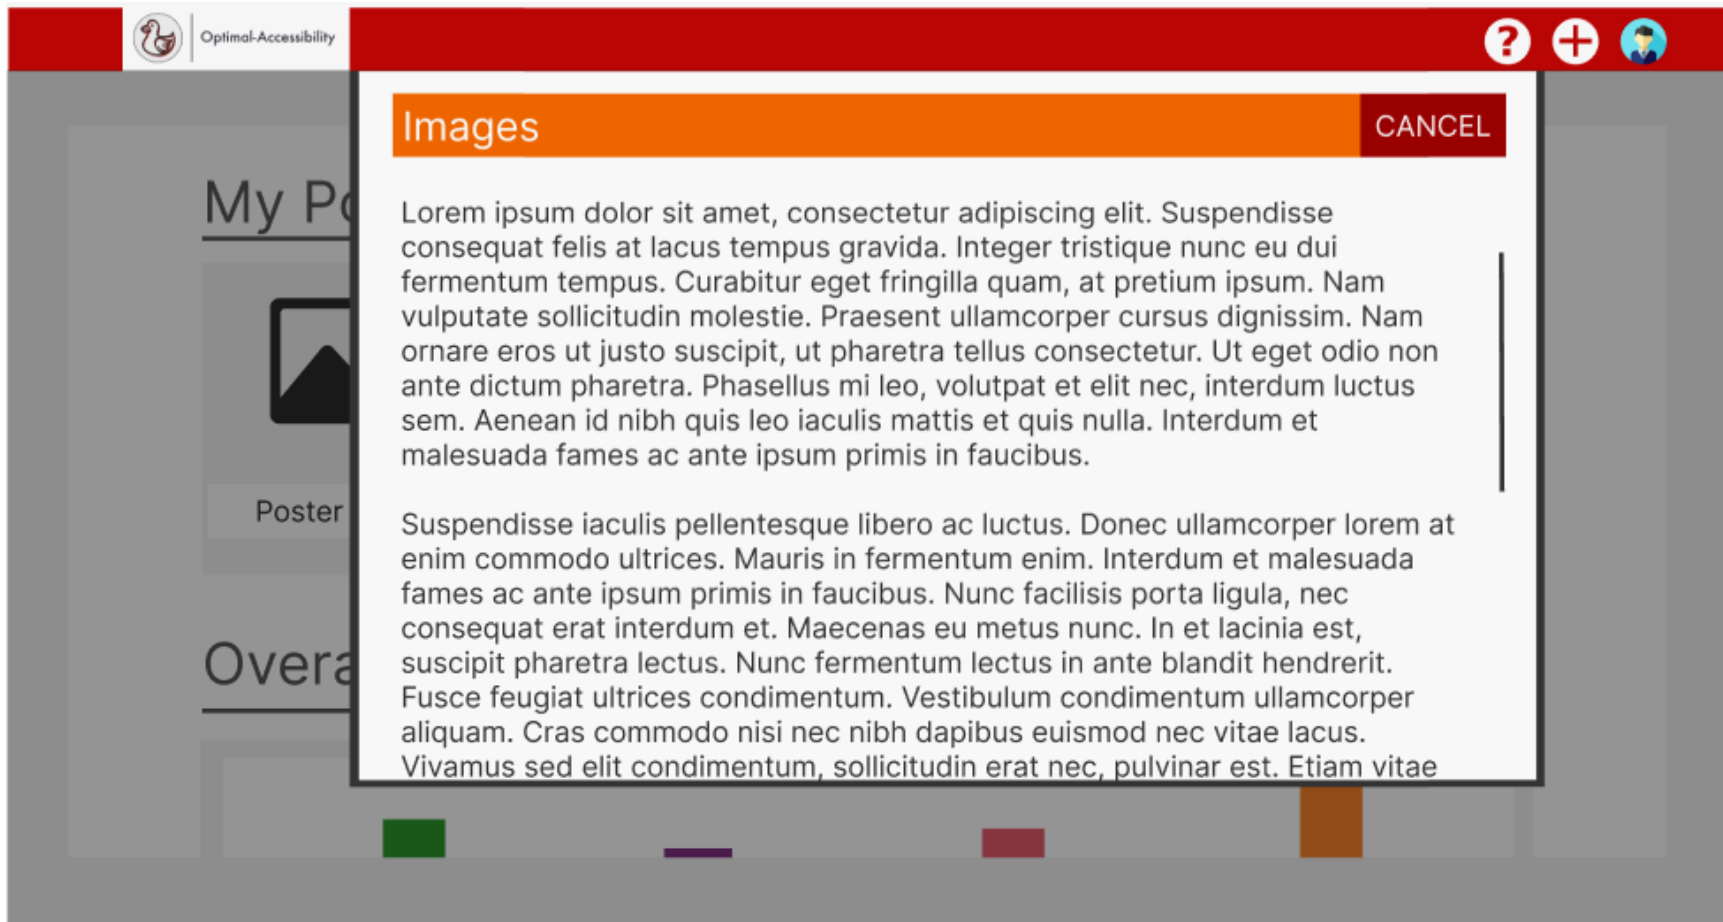 Optimal-Accessibility
?
Images
CANCEL
My Po
Lorem ipsum dolor sit amet, consectetur adipiscing elit. Suspendisse
consequat felis at lacus tempus gravida. Integer tristique nunc eu dui
fermentum tempus. Curabitur eget fringilla quam, at pretium ipsum. Nam
vulputate sollicitudin molestie. Praesent ullamcorper cursus dignissim. Nam
ornare eros ut justo suscipit, ut pharetra tellus consectetur. Ut eget odio non
ante dictum pharetra. Phasellus mi leo, volutpat et elit nec, interdum luctus
sem. Aenean id nibh quis leo iaculis mattis et quis nulla. Interdum et
malesuada fames ac ante ipsum primis in faucibus.
Poster
Suspendisse iaculis pellentesque libero ac luctus. Donec ullamcorper lorem at
enim commodo ultrices. Mauris in fermentum enim. Interdum et malesuada
fames ac ante ipsum primis in faucibus. Nunc facilisis porta ligula, nec
consequat erat interdum et. Maecenas eu metus nunc. In et lacinia est,
suscipit pharetra lectus. Nunc fermentum lectus in ante blandit hendrerit.
Fusce feugiat ultrices condimentum. Vestibulum condimentum ullamcorper
aliquam. Cras commodo nisi nec nibh dapibus euismod nec vitae lacus.
Vivamus sed elit condimentum, sollicitudin erat nec, pulvinar est. Etiam vitae
Overa